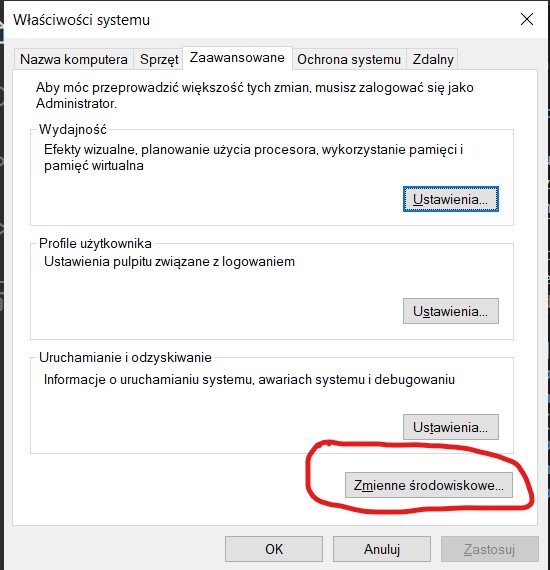 Właściwości systemu
Nazwa komputera Sprzęt Zaawansowane Ochrona systemu Zdalny
Aby móc przeprowadzić większość tych zmian, musisz zalogować się jako
Administrator.
Wydajność
Efekty wizualne, planowanie użycia procesora, wykorzystanie pamięci i
pamięć wirtualna
Ustawienia...
Profile użytkownika
Ustawienia pulpitu związane z logowaniem
Ustawienia...
Uruchamianie i odzyskiwanie
Informacje o uruchamianiu systemu, awariach systemu i debugowaniu
Ustawienia...
Zmienne środowiskowe...
OK Anuluj Zastosuj